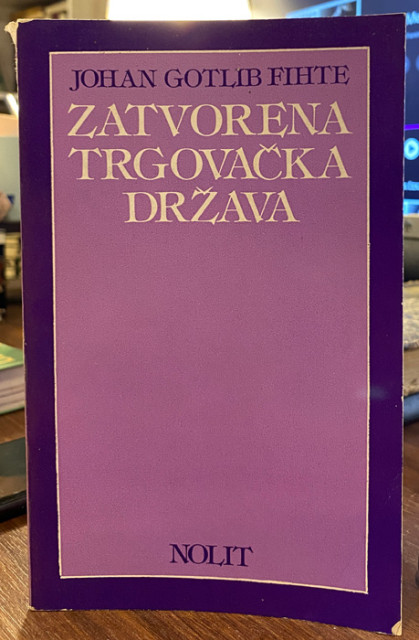 JOHAN GOTLIB FIHTE
ZATVORENA
TRGOVAČKA
DRŽAVA
NOLIT